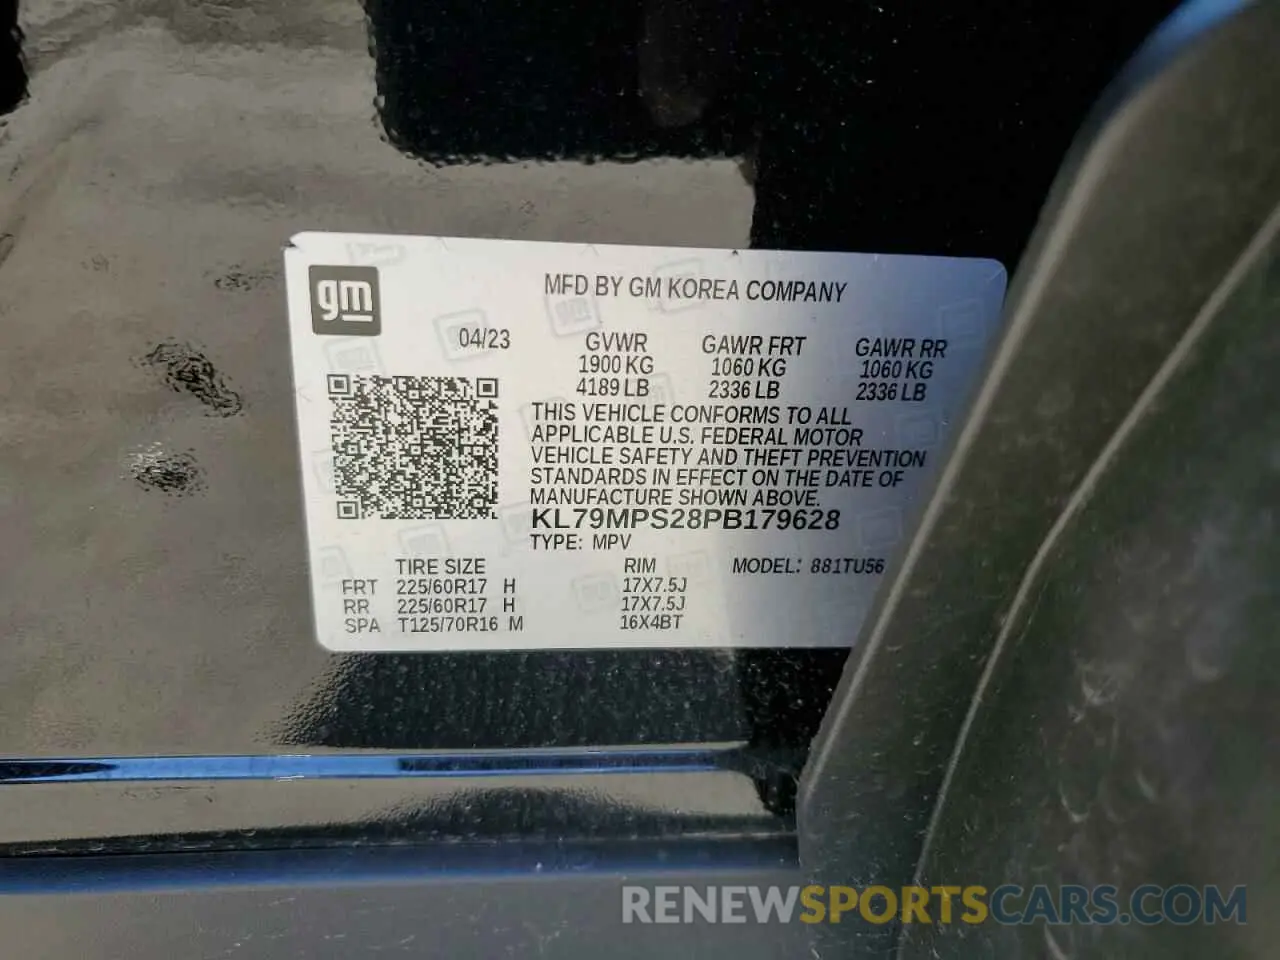 gm
MFD BY GM KOREA COMPANY
04/23
GVWR GAWR FRT GAWR RR
1900 KG 1060 KG 1060 KG
4189 LB 2336 LB 2336 LB
THIS VEHICLE CONFORMS TO ALL
APPLICABLE U.S. FEDERAL MOTOR
VEHICLE SAFETY AND THEFT PREVENTION
STANDARDS IN EFFECT ON THE DATE OF
MANUFACTURE SHOWN ABOVE.
KL79MPS28PB179628
TYPE: MPV
TIRE SIZE RIM MODEL: 881TU56
FRT 225/60R17 H 17X7.5J
RR 225/60R17 H 17X7.5J
SPA T125/70R16 M 16X4BT
RENEWSPORTSCARS.COM